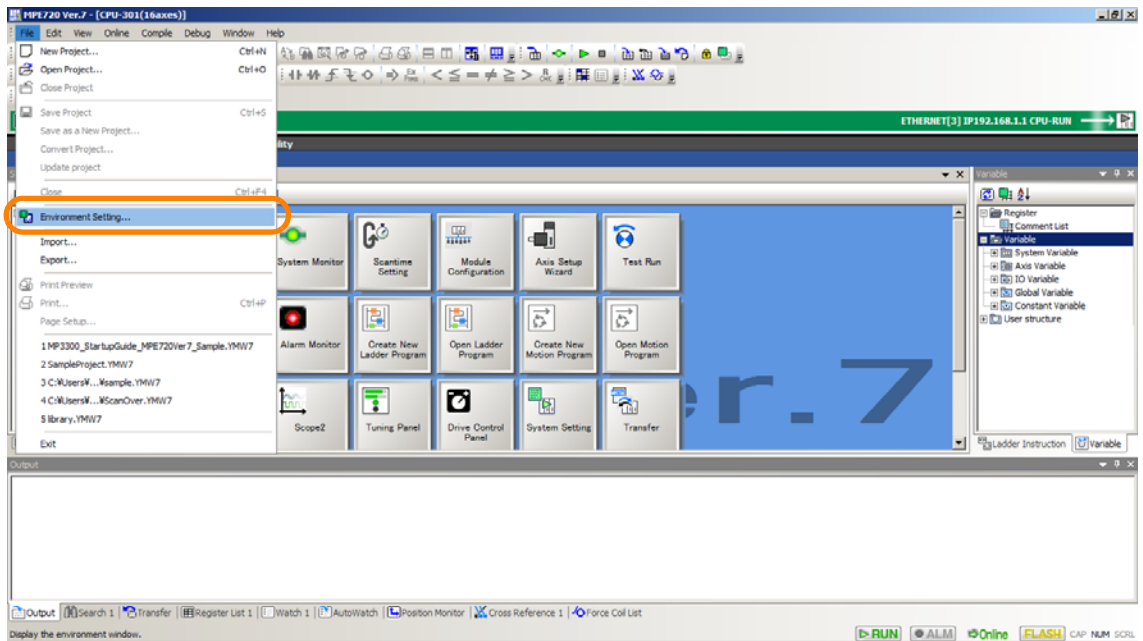 MPE720 Ver.7 - [CPU-301(16axes)]
File Edit View Online Compile Debug Window Help
New Project... Ctrl+N
Open Project... Ctrl+O
Close Project
Save Project Ctrl+S
Save as a New Project...
Convert Project...
Update project
Close Ctrl+F4
Environment Setting...
Import...
Export...
Print Preview
Print... Ctrl+P
Page Setup...
1 MP3300_StartupGuide_MPE720Ver7_Sample.YMW7
2 SampleProject.YMW7
3 C:¥Users¥...¥sample.YMW7
4 C:¥Users¥...¥ScanOver.YMW7
5 library.YMW7
Exit
ETHERNET[3] IP192.168.1.1 CPU-RUN
lity
System Monitor
Scantime Setting
Module Configuration
Axis Setup Wizard
Test Run
Alarm Monitor
Create New Ladder Program
Open Ladder Program
Create New Motion Program
Open Motion Program
Scope2
Tuning Panel
Drive Control Panel
System Setting
Transfer
er.7
Variable
Register
Comment List
Variable
System Variable
Axis Variable
IO Variable
Global Variable
Constant Variable
User structure
Ladder Instruction Variable
Output
Output Search 1 Transfer Register List 1 Watch 1 AutoWatch Position Monitor Cross Reference 1 Force Coil List
Display the environment window.
RUN ALM Online FLASH CAP NUM SCRL